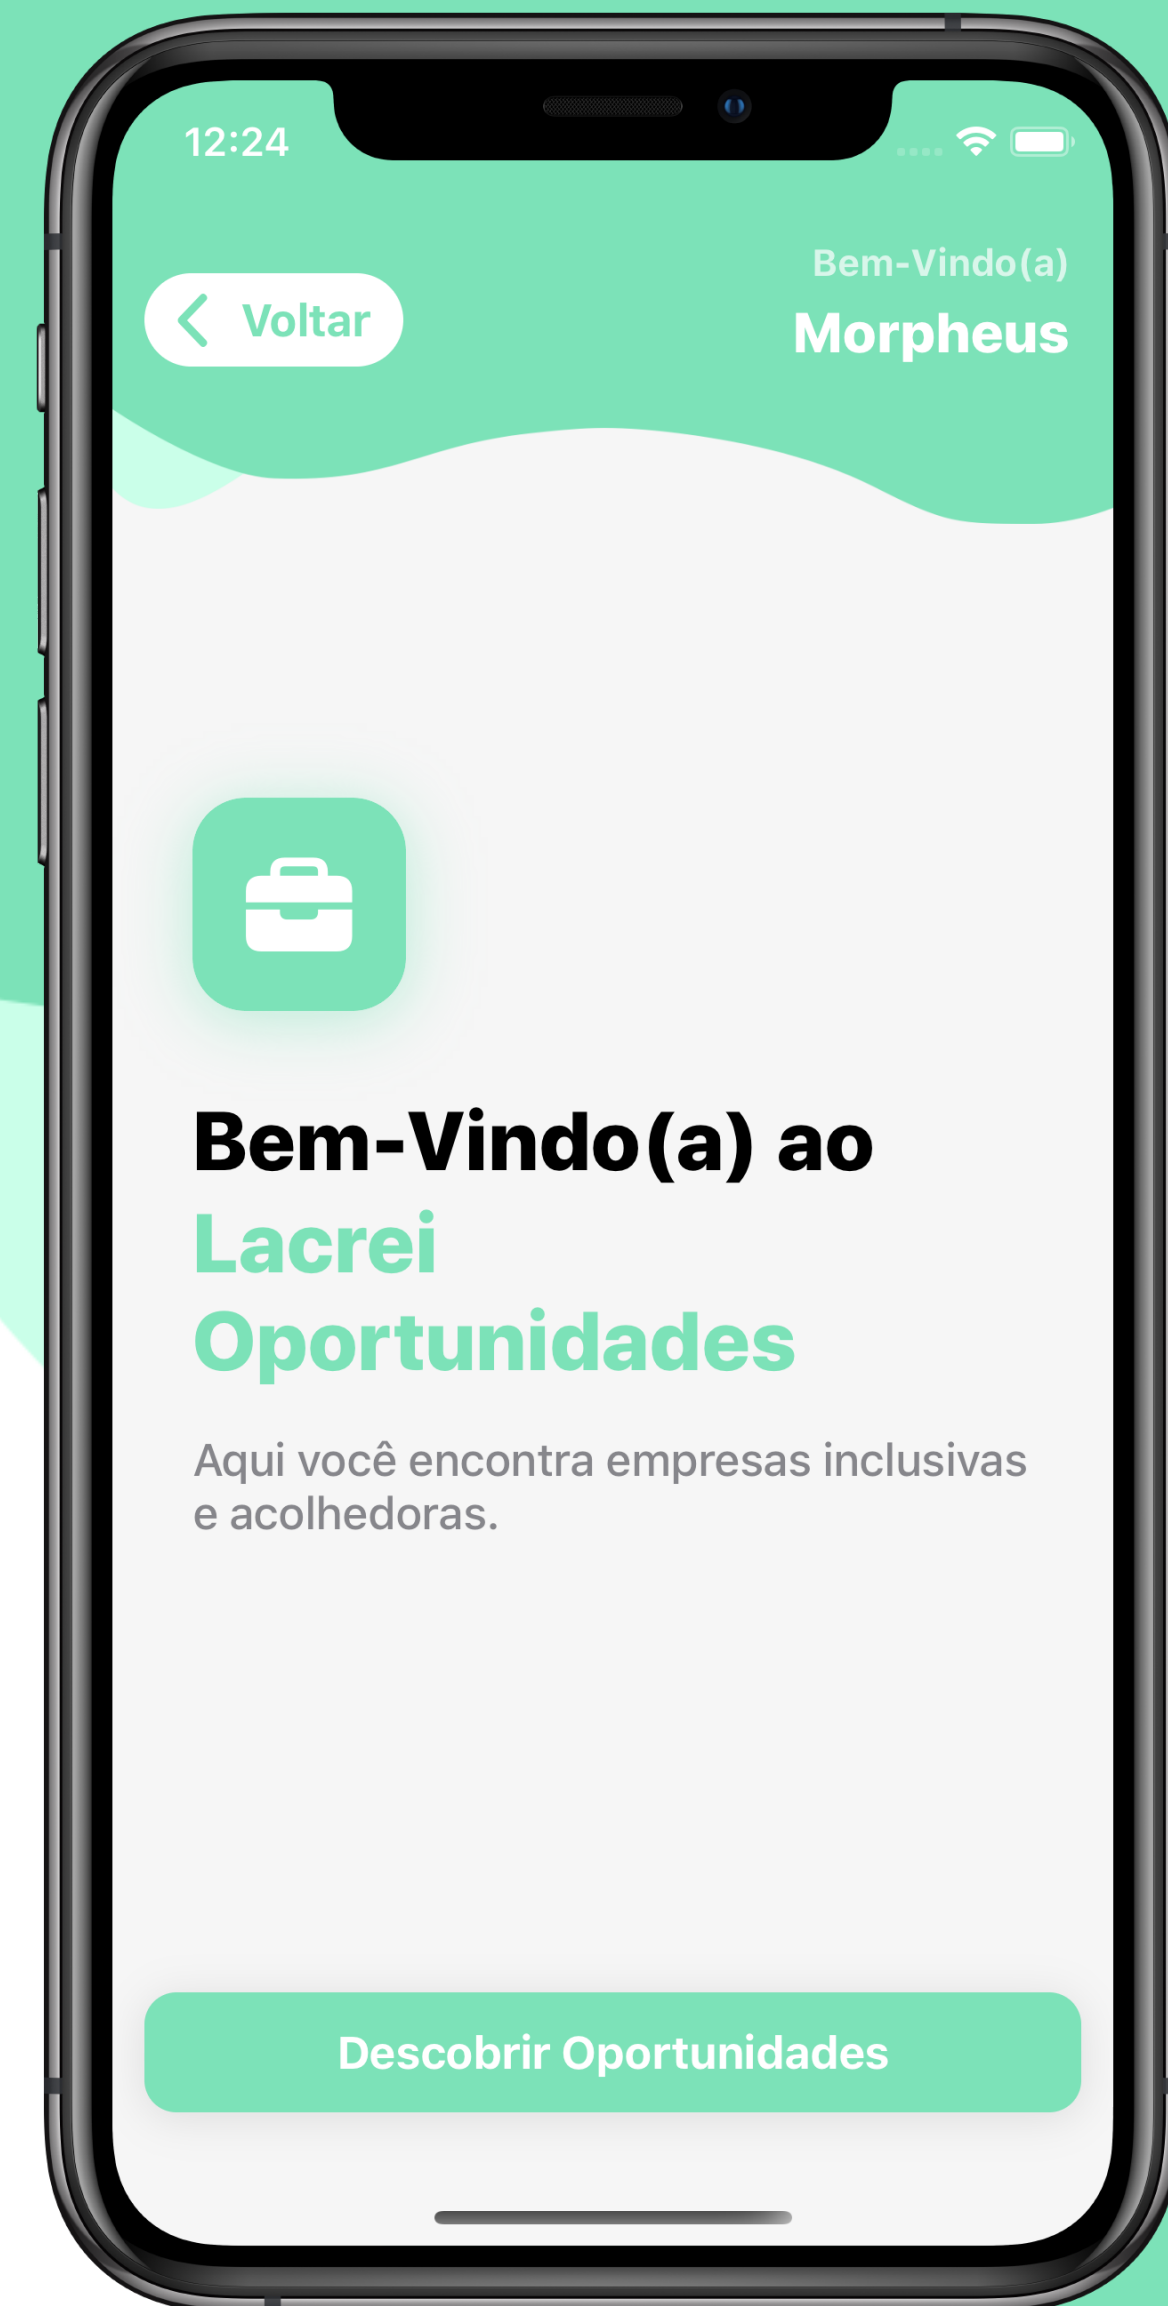 12:24
Bem-Vindo(a)
Voltar
Morpheus
Bem-Vindo(a) ao
Lacrei
Oportunidades
Aqui você encontra empresas inclusivas
e acolhedoras.
Descobrir Oportunidades